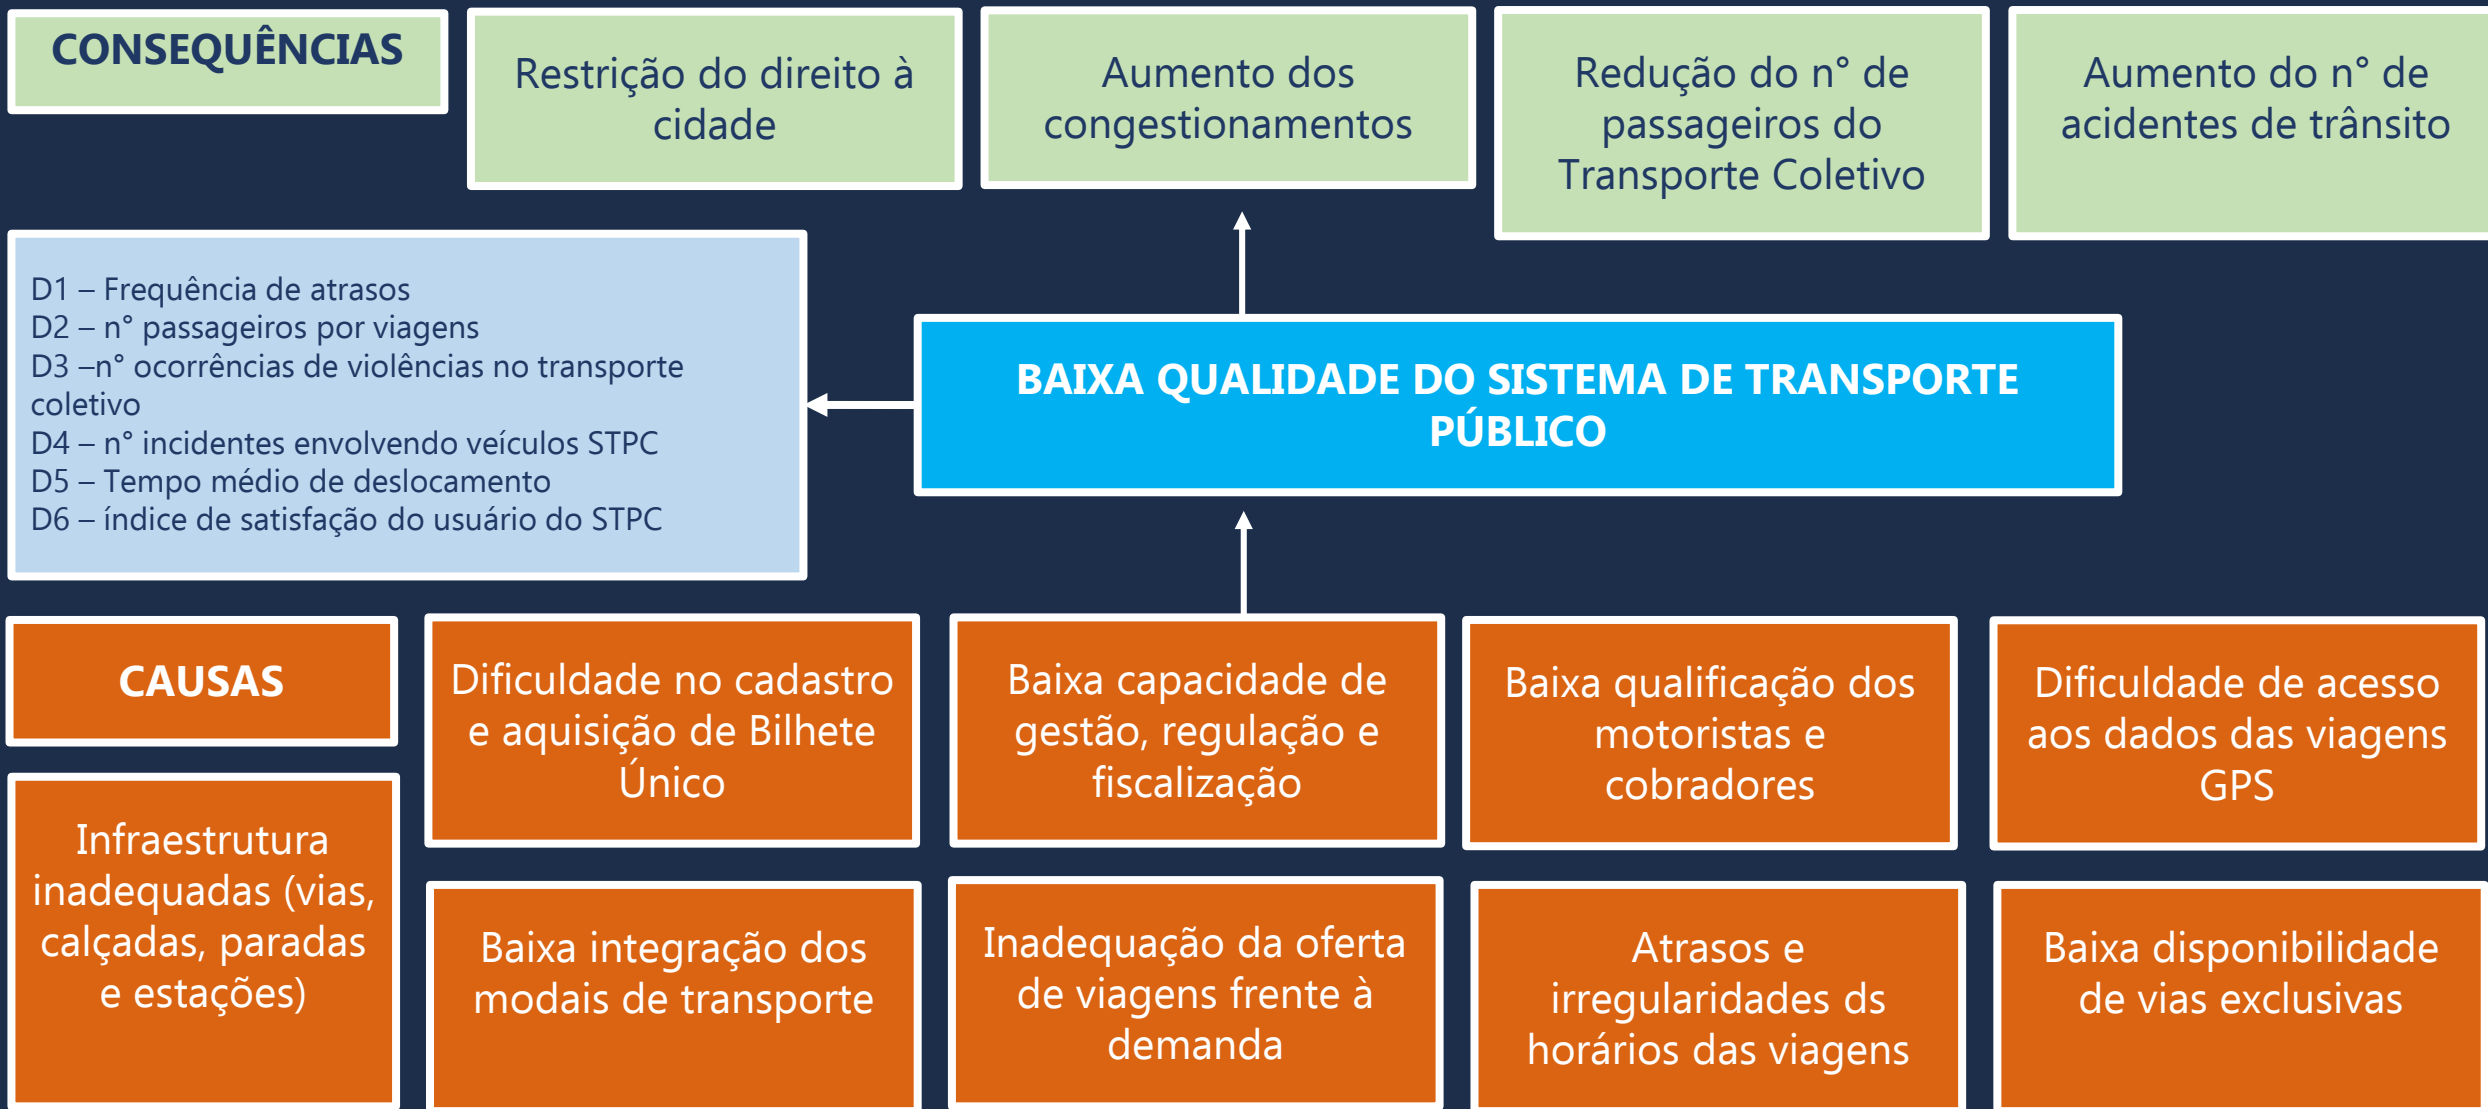 CONSEQUÊNCIAS
Restrição do direito à
cidade
Aumento dos
congestionamentos
Redução do n° de
passageiros do
Transporte Coletivo
Aumento do n° de
acidentes de trânsito
D1 – Frequência de atrasos
D2 – n° passageiros por viagens
D3 –n° ocorrências de violências no transporte
coletivo
D4 – n° incidentes envolvendo veículos STPC
D5 – Tempo médio de deslocamento
D6 – índice de satisfação do usuário do STPC
BAIXA QUALIDADE DO SISTEMA DE TRANSPORTE
PÚBLICO
CAUSAS
Dificuldade no cadastro
e aquisição de Bilhete
Único
Baixa capacidade de
gestão, regulação e
fiscalização
Baixa qualificação dos
motoristas e
cobradores
Dificuldade de acesso
aos dados das viagens
GPS
Infraestrutura
inadequadas (vias,
calçadas, paradas
e estações)
Baixa integração dos
modais de transporte
Inadequação da oferta
de viagens frente à
demanda
Atrasos e
irregularidades ds
horários das viagens
Baixa disponibilidade
de vias exclusivas